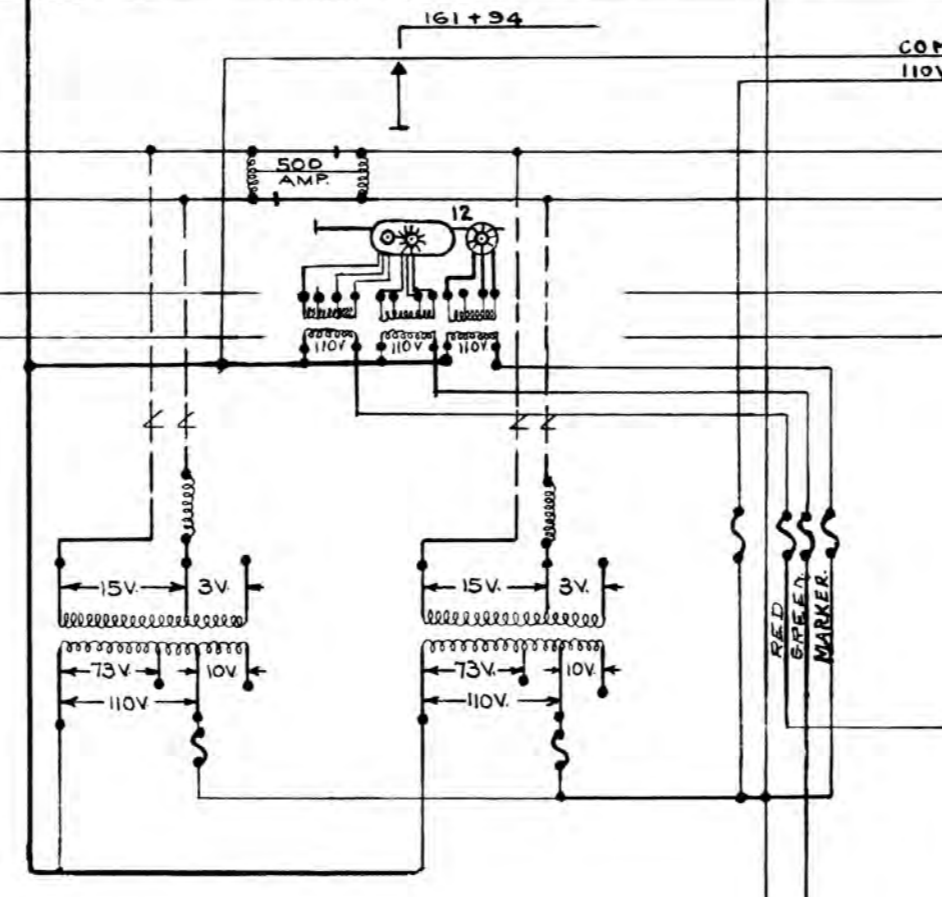 161 + 94
110V
500
AMP.
12
110V 110V 110V
15V. 3V.
15V. 3V.
73V. 10V.
110V.
73V. 10V.
110V.
RED
GREEN
MARKER.